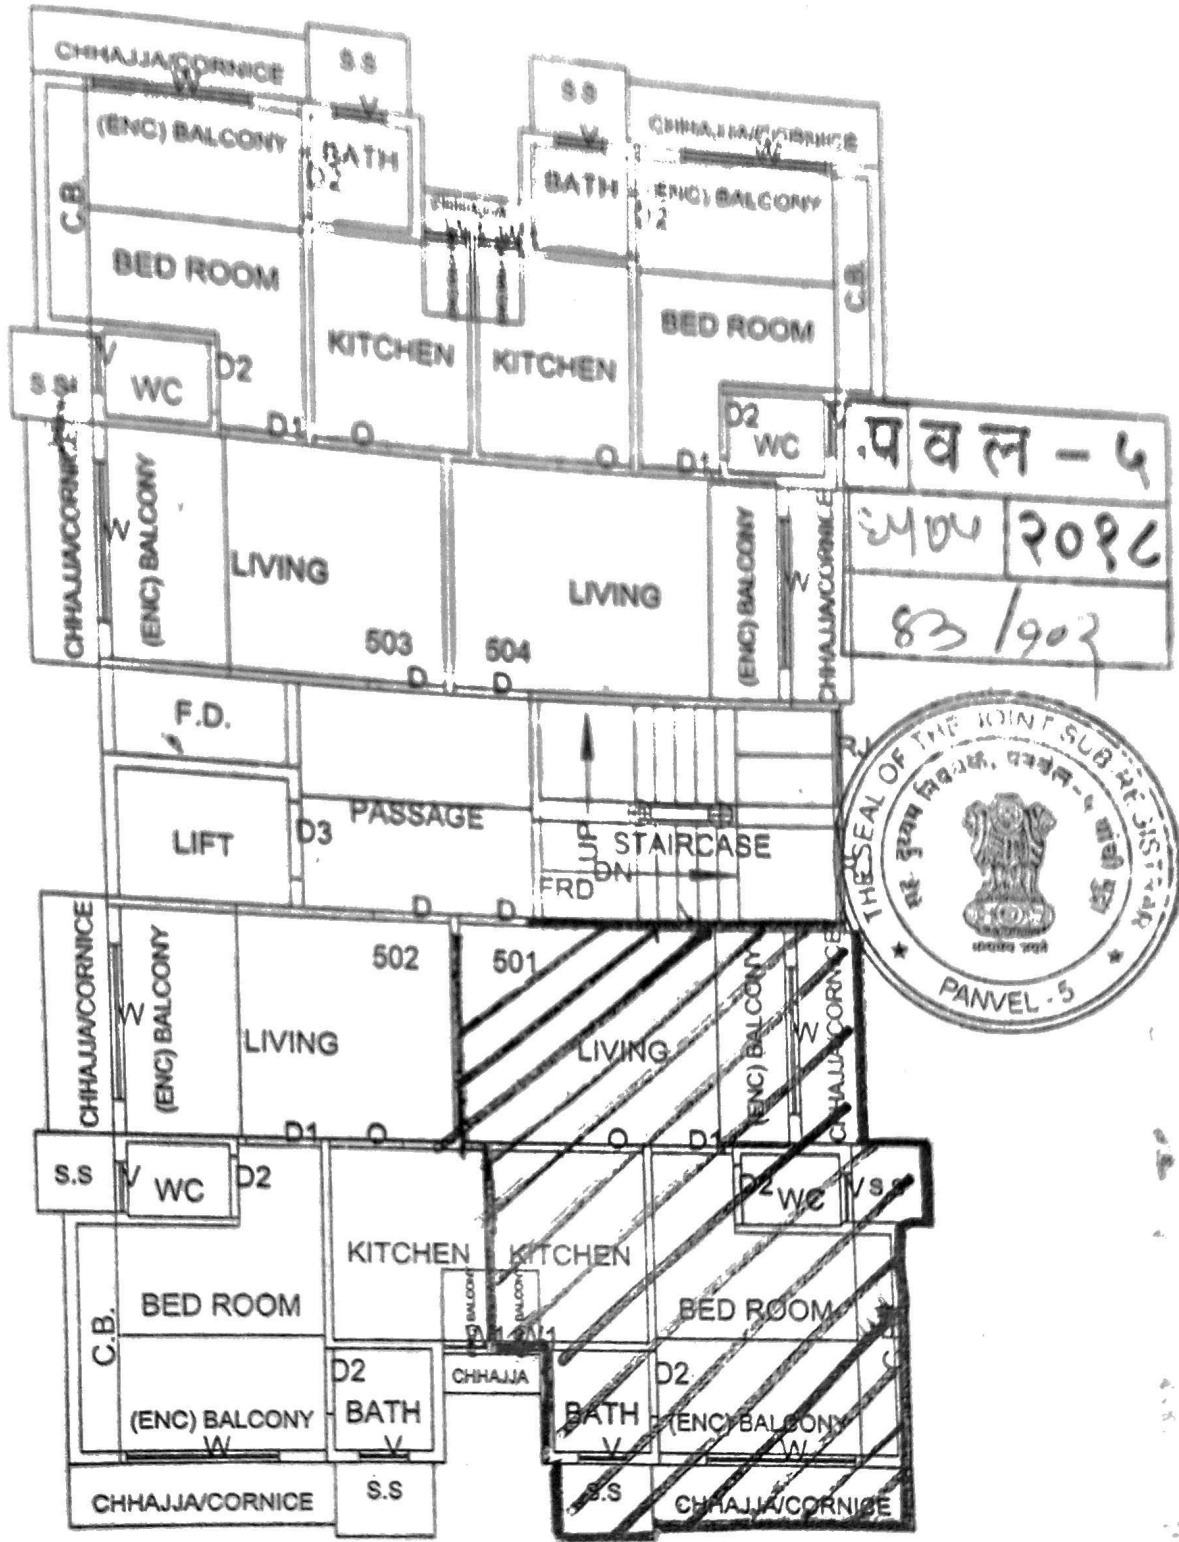 CHHAJJA/CORNICE
S.S
S.S
CHHAJJA/CORNICE
W
V
V
W
(ENC) BALCONY
BATH
D2
BATH
D2
(ENC) BALCONY
C.B.
BED ROOM
KITCHEN
KITCHEN
BED ROOM
C.B.
S.S
V
WC
D2
D1
O
O
D1
D2
WC
CHHAJJA/CORNICE
W
(ENC) BALCONY
LIVING
503
D
LIVING
504
D
(ENC) BALCONY
W
CHHAJJA/CORNICE
पवल - ५
२०१८
83 / १०२
F.D.
LIFT
D3
PASSAGE
UP
STAIRCASE
DN
FRD
THE SEAL OF THE JOINT SUB REGISTRAR
PANVEL - 5
D
D
CHHAJJA/CORNICE
W
(ENC) BALCONY
LIVING
502
501
LIVING
(ENC) BALCONY
W
CHHAJJA/CORNICE
D1
O
O
D1
S.S
V
WC
D2
D2
WC
V
S.S
KITCHEN
KITCHEN
C.B.
BED ROOM
BALCONY
BALCONY
BED ROOM
W1
CHHAJJA
D2
D2
(ENC) BALCONY
BATH
BATH
(ENC) BALCONY
W
V
V
W
CHHAJJA/CORNICE
S.S
S.S
CHHAJJA/CORNICE